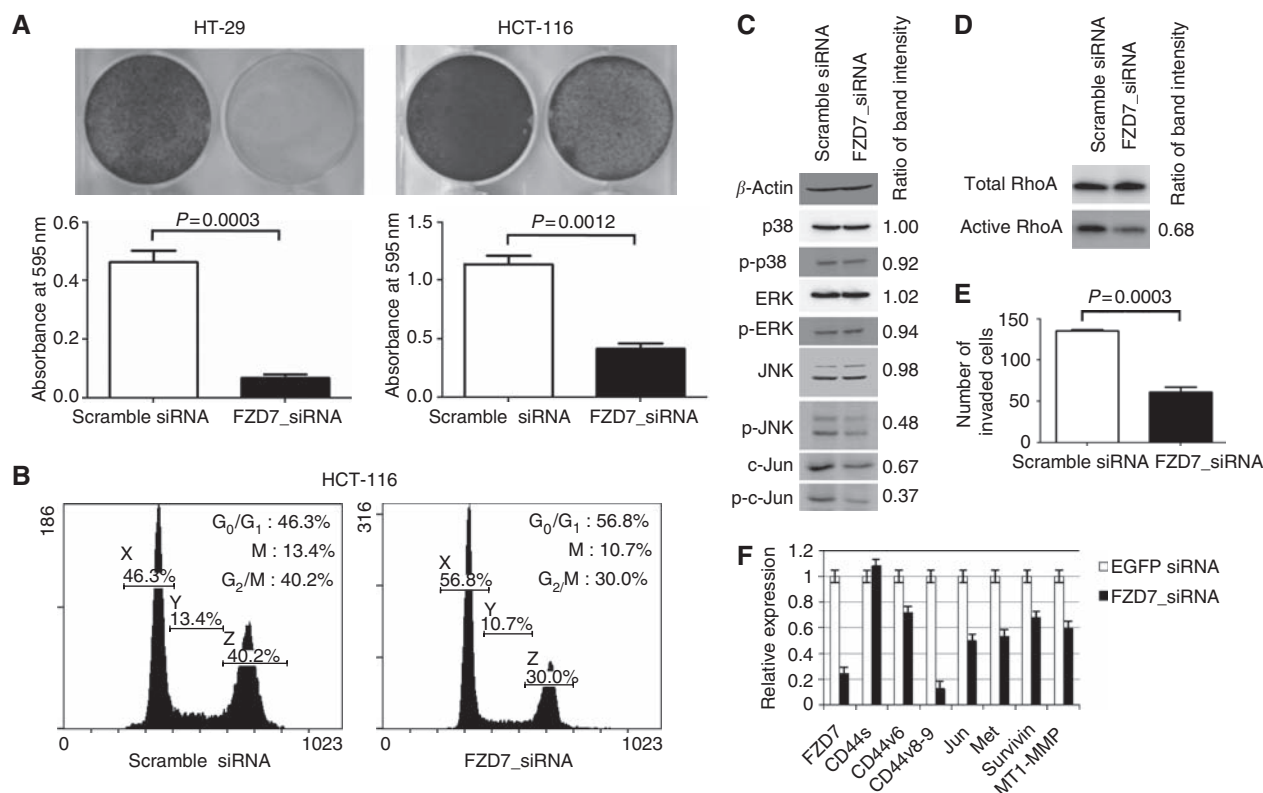 A
HT-29
HCT-116
Absorbance at 595 nm
0.6
0.4
0.2
0.0
P=0.0003
Scramble siRNA
FZD7_siRNA
Absorbance at 595 nm
1.5
1.0
0.5
0.0
P=0.0012
Scramble siRNA
FZD7_siRNA
B
HCT-116
186
G0/G1 : 46.3%
M : 13.4%
G2/M : 40.2%
X
46.3%
Y
13.4%
Z
40.2%
0
1023
Scramble siRNA
316
G0/G1 : 56.8%
M : 10.7%
G2/M : 30.0%
X
56.8%
Y
10.7%
Z
30.0%
0
1023
FZD7_siRNA
C
Scramble siRNA
FZD7_siRNA
Ratio of band intensity
β-Actin
p38 1.00
p-p38 0.92
ERK 1.02
p-ERK 0.94
JNK 0.98
p-JNK 0.48
c-Jun 0.67
p-c-Jun 0.37
D
Scramble siRNA
FZD7_siRNA
Ratio of band intensity
Total RhoA
Active RhoA 0.68
E
P=0.0003
Number of
invaded cells
150
100
50
0
Scramble siRNA FZD7_siRNA
F
Relative expression
1.2
1
0.8
0.6
0.4
0.2
0
EGFP siRNA
FZD7_siRNA
FZD7
CD44s
CD44v6
CD44v8-9
Jun
Met
Survivin
MT1-MMP